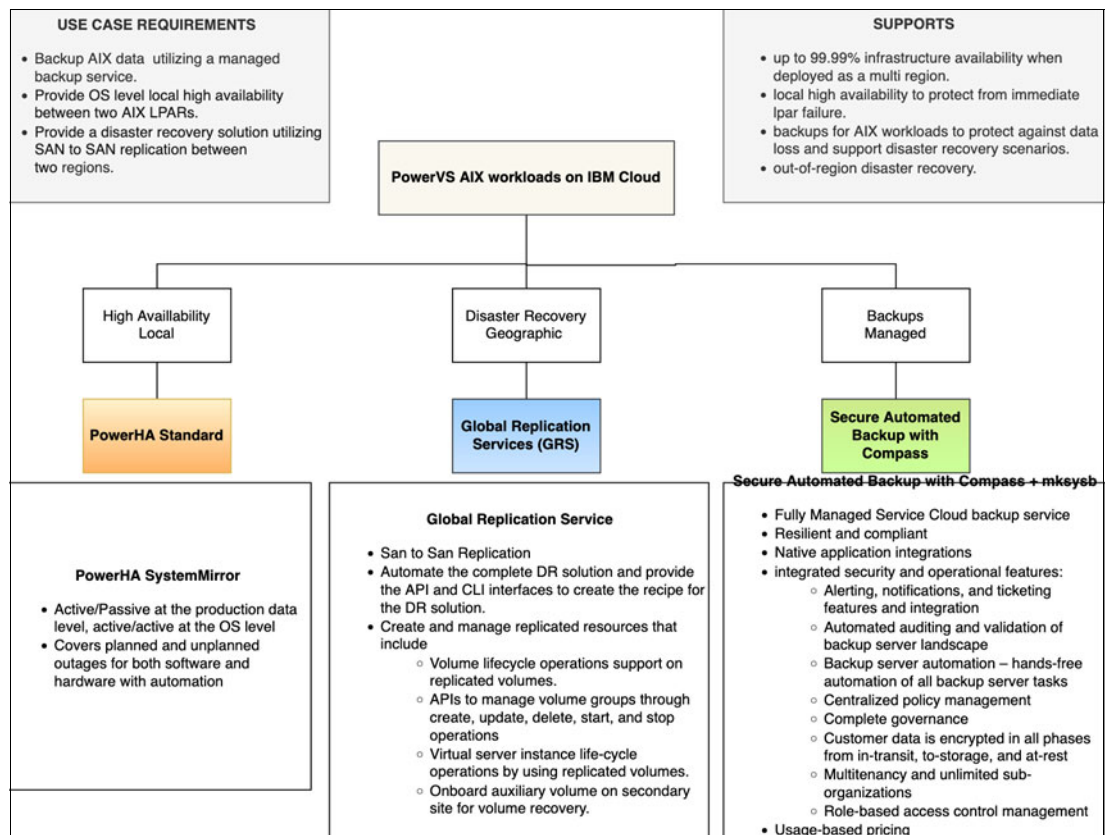 USE CASE REQUIREMENTS
• Backup AIX data utilizing a managed
backup service.
• Provide OS level local high availability
between two AIX LPARs.
• Provide a disaster recovery solution utilizing
SAN to SAN replication between
two regions.
SUPPORTS
• up to 99.99% infrastructure availability when
deployed as a multi region.
• local high availability to protect from immediate
lpar failure.
• backups for AIX workloads to protect against data
loss and support disaster recovery scenarios.
• out-of-region disaster recovery.
PowerVS AIX workloads on IBM Cloud
High Availlability
Local
Disaster Recovery
Geographic
Backups
Managed
PowerHA Standard
Global Replication
Services (GRS)
Secure Automated
Backup with
Compass
PowerHA SystemMirror
• Active/Passive at the production data
level, active/active at the OS level
• Covers planned and unplanned
outages for both software and
hardware with automation
Global Replication Service
• San to San Replication
• Automate the complete DR solution and provide
the API and CLI interfaces to create the recipe for
the DR solution.
• Create and manage replicated resources that
include
○ Volume lifecycle operations support on
replicated volumes.
○ APIs to manage volume groups through
create, update, delete, start, and stop
operations
○ Virtual server instance life-cycle
operations by using replicated volumes.
○ Onboard auxiliary volume on secondary
site for volume recovery.
Secure Automated Backup with Compass + mksysb
• Fully Managed Service Cloud backup service
• Resilient and compliant
• Native application integrations
• integrated security and operational features:
○ Alerting, notifications, and ticketing
features and integration
○ Automated auditing and validation of
backup server landscape
○ Backup server automation – hands-free
automation of all backup server tasks
○ Centralized policy management
○ Complete governance
○ Customer data is encrypted in all phases
from in-transit, to-storage, and at-rest
○ Multitenancy and unlimited sub-
organizations
○ Role-based access control management
• Usage-based pricing